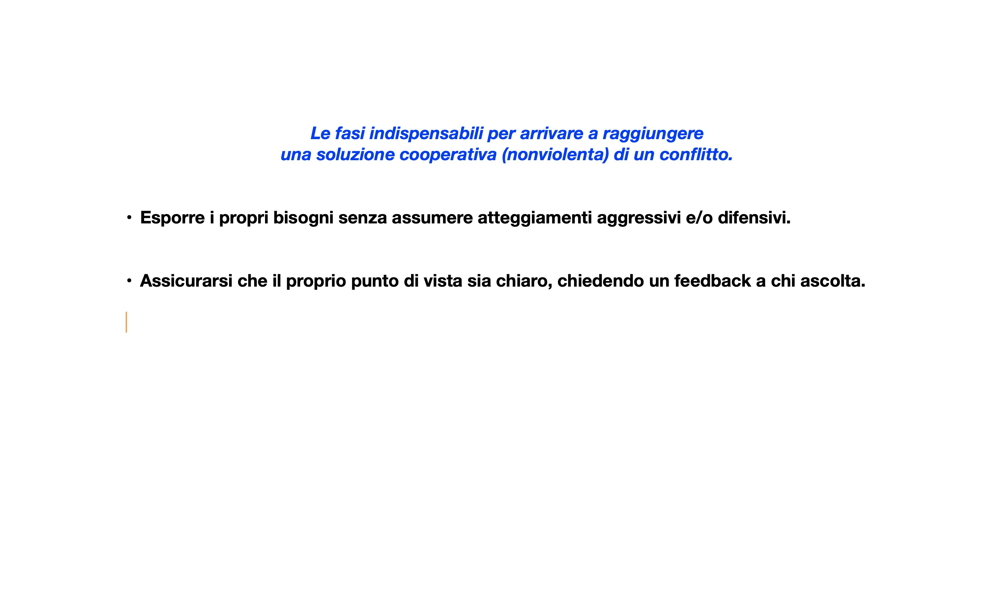 Le fasi indispensabili per arrivare a raggiungere
una soluzione cooperativa (nonviolenta) di un conflitto.
• Esporre i propri bisogni senza assumere atteggiamenti aggressivi e/o difensivi.
• Assicurarsi che il proprio punto di vista sia chiaro, chiedendo un feedback a chi ascolta.